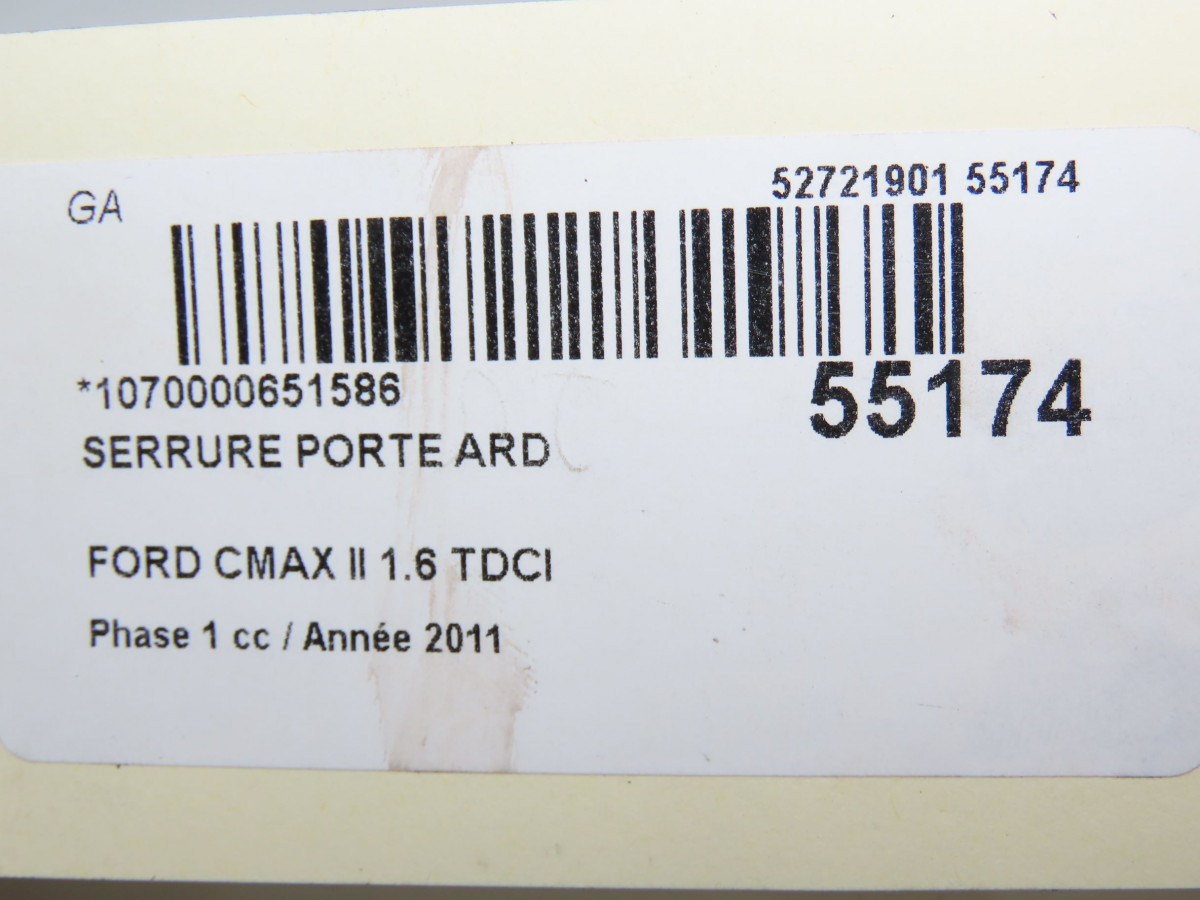 GA
52721901 55174
*1070000651586
55174
SERRURE PORTE ARD
FORD CMAX II 1.6 TDCI
Phase 1 cc / Année 2011